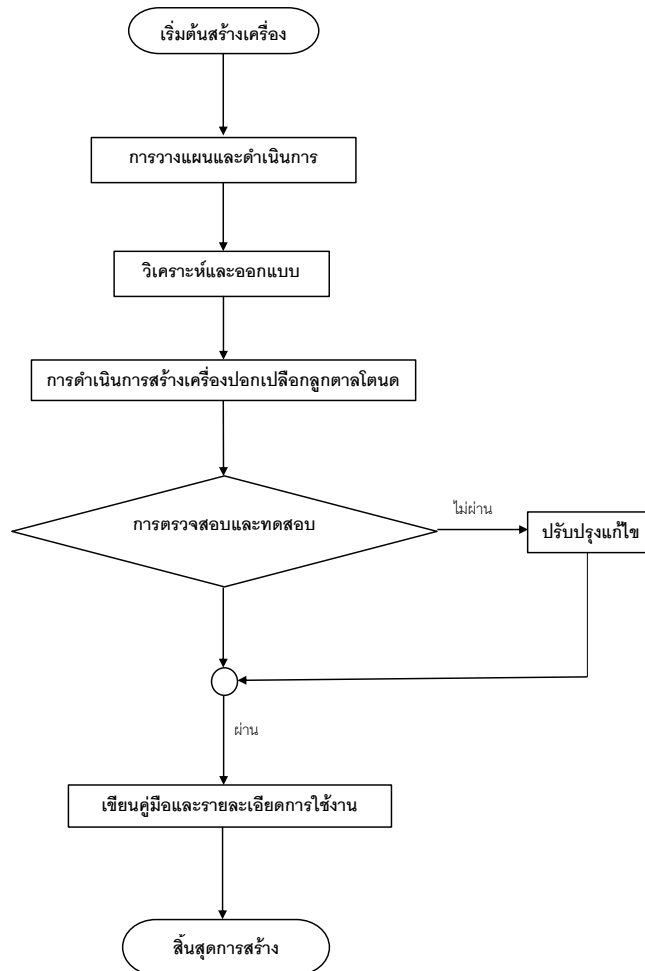 เริ่มต้นสร้างเครื่อง
การวางแผนและดำเนินการ
วิเคราะห์และออกแบบ
การดำเนินการสร้างเครื่องปอกเปลือกลูกตาลโตนด
การตรวจสอบและทดสอบ
ไม่ผ่าน
ปรับปรุงแก้ไข
ผ่าน
เขียนคู่มือและรายละเอียดการใช้งาน
สิ้นสุดการสร้าง